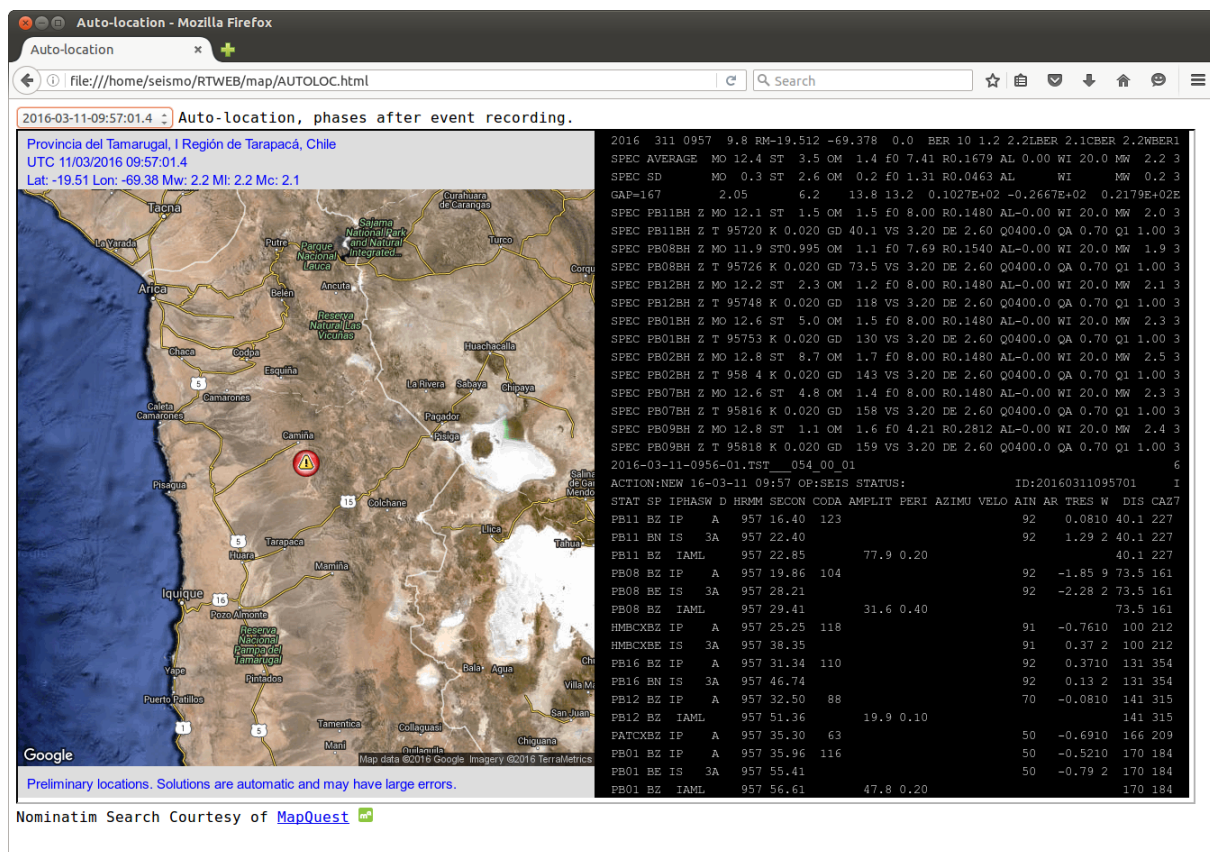 Auto-location - Mozilla Firefox
Auto-location
file:///home/seismo/RTWEB/map/AUTOLOC.html
Search
2016-03-11-09:57:01.4 Auto-location, phases after event recording.
Provincia del Tamarugal, I Región de Tarapacá, Chile
UTC 11/03/2016 09:57:01.4
Lat: -19.51 Lon: -69.38 Mw: 2.2 Ml: 2.2 Mc: 2.1
Curahuara
de Carangas
Tacna
Sajama
National Park
and Natural
Integrated...
La Yarada
Putre
Parque
Nacional
Lauca
Turco
Corqu
Arica
Belén
Ancuta
Reserva
Natural Las
Vicuñas
Chaca
Codpa
Huachacalla
Esquiña
5
Camarones
La Rivera
Sabaya
Chipaya
Caleta
Camarones
Pagador
Camiña
Pisiga
Salina
de Ga
Mendo
Pisagua
15
Colchane
Llica
5
Tarapaca
Tahua
Huara
Mamiña
Iquique
16
Pozo Almonte
Reserva
Nacional
Pampa del
Tamarugal
Yape
Pintados
Bala
Agua
Ch
Villa Ma
Puerto Patillos
San Juan
1
5
Tamentica
Collaguasi
Chiguana
Mani
Quilaquila
Google
Map data ©2016 Google Imagery ©2016 TerraMetrics
Preliminary locations. Solutions are automatic and may have large errors.
2016  311 0957  9.8 RM-19.512 -69.378  0.0  BER 10 1.2 2.2LBER 2.1CBER 2.2WBER1
SPEC AVERAGE  MO 12.4 ST  3.5 OM  1.4 f0 7.41 R0.1679 AL 0.00 WI 20.0 MW  2.2 3
SPEC SD       MO  0.3 ST  2.6 OM  0.2 f0 1.31 R0.0463 AL      WI      MW  0.2 3
GAP=167        2.05       6.2    13.8 33.2  0.1027E+02 -0.2667E+02  0.2179E+02E
SPEC PB11BH Z MO 12.1 ST    5 OM  1.5 f0 8.00 R0.1480 AL-0.00 WI 20.0 MW  2.0 3
SPEC PB11BH Z T 95720 K 0.020 GD 40.1 VS 3.20 DE 2.60 Q0400.0 QA 0.70 Q1 1.00 3
SPEC PB08BH Z MO 11.9 ST0.995 OM  1.1 f0 7.69 R0.1540 AL-0.00 WI 20.0 MW  1.9 3
SPEC PB08BH Z T 95726 K 0.020 GD 73.5 VS 3.20 DE 2.60 Q0400.0 QA 0.70 Q1 1.00 3
SPEC PB12BH Z MO 12.2 ST  2.3 OM  1.2 f0 8.00 R0.1480 AL-0.00 WI 20.0 MW  2.1 3
SPEC PB12BH Z T 95748 K 0.020 GD  118 VS 3.20 DE 2.60 Q0400.0 QA 0.70 Q1 1.00 3
SPEC PB01BH Z MO 12.6 ST  5.0 OM  1.5 f0 8.00 R0.1480 AL-0.00 WI 20.0 MW  2.3 3
SPEC PB01BH Z T 95753 K 0.020 GD  130 VS 3.20 DE 2.60 Q0400.0 QA 0.70 Q1 1.00 3
SPEC PB02BH Z MO 12.8 ST  8.7 OM  1.7 f0 8.00 R0.1480 AL-0.00 WI 20.0 MW  2.5 3
SPEC PB02BH Z T 958 4 K 0.020 GD  143 VS 3.20 DE 2.60 Q0400.0 QA 0.70 Q1 1.00 3
SPEC PB07BH Z MO 12.6 ST  4.8 OM  1.4 f0 8.00 R0.1480 AL-0.00 WI 20.0 MW  2.3 3
SPEC PB07BH Z T 95816 K 0.020 GD  158 VS 3.20 DE 2.60 Q0400.0 QA 0.70 Q1 1.00 3
SPEC PB09BH Z MO 12.8 ST  1.1 OM  1.6 f0 4.21 R0.2812 AL-0.00 WI 20.0 MW  2.4 3
SPEC PB09BH Z T 95818 K 0.020 GD  159 VS 3.20 DE 2.60 Q0400.0 QA 0.70 Q1 1.00 3
2016-03-11-0956-01.TST___054_00_01                                            6
ACTION:NEW 16-03-11 09:57 OP:SEIS STATUS:               ID:20160311095701     I
STAT SP IPHASW D HRMM SECON CODA AMPLIT PERI AZIMU VELO AIN AR TRES W  DIS CAZ7
PB11 BZ IP    A   957 16.40  123                         92    0.0810 40.1 227
PB11 BN IS   3A   957 22.40                              92    1.29 2 40.1 227
PB11 BZ  IAML     957 22.85       77.9 0.20                           40.1 227
PB08 BZ IP    A   957 19.86  104                         92   -1.85 9 73.5 161
PB08 BE IS   3A   957 28.21                              92   -2.28 2 73.5 161
PB08 BZ  IAML     957 29.41       31.6 0.40                           73.5 161
HMBCXBZ IP    A   957 25.25  118                         91   -0.7610  100 212
HMBCXBE IS   3A   957 38.35                              91    0.37 2  100 212
PB16 BZ IP    A   957 31.34  110                         92    0.3710  131 354
PB16 BN IS   3A   957 46.74                              92    0.13 2  131 354
PB12 BZ IP    A   957 32.50   88                         70   -0.0810  141 315
PB12 BZ  IAML     957 51.36       19.9 0.10                            141 315
PATCXBZ IP    A   957 35.30   63                         50   -0.6910  166 209
PB01 BZ IP    A   957 35.96  116                         50   -0.5210  170 184
PB01 BE IS   3A   957 55.41                              50   -0.79 2  170 184
PB01 BZ  IAML     957 56.61       47.8 0.20                            170 184
Nominatim Search Courtesy of MapQuest